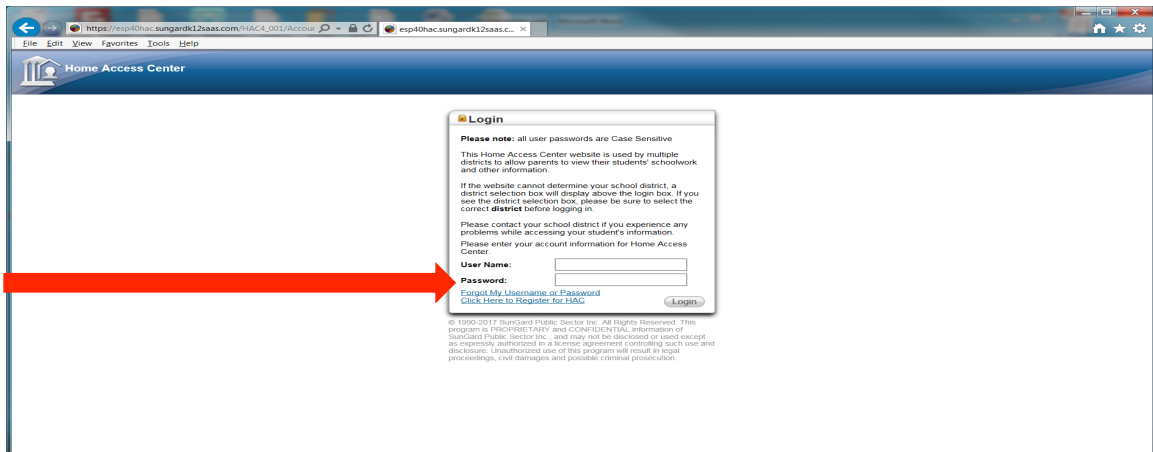 https://esp40hac.sungardk12saas.com/HAC4_001/Accour
esp40hac.sungardk12saas.c...
File Edit View Favorites Tools Help
Home Access Center
Login
Please note: all user passwords are Case Sensitive
This Home Access Center website is used by multiple
districts to allow parents to view their students' schoolwork
and other information.
If the website cannot determine your school district, a
district selection box will display above the login box. If you
see the district selection box, please be sure to select the
correct district before logging in.
Please contact your school district if you experience any
problems while accessing your student's information.
Please enter your account information for Home Access
Center.
User Name:
Password:
Forgot My Username or Password
Click Here to Register for HAC
Login
© 1990-2017 SunGard Public Sector Inc. All Rights Reserved. This
program is PROPRIETARY and CONFIDENTIAL information of
SunGard Public Sector Inc., and may not be disclosed or used except
as expressly authorized in a license agreement controlling such use and
disclosure. Unauthorized use of this program will result in legal
proceedings, civil damages and possible criminal prosecution.